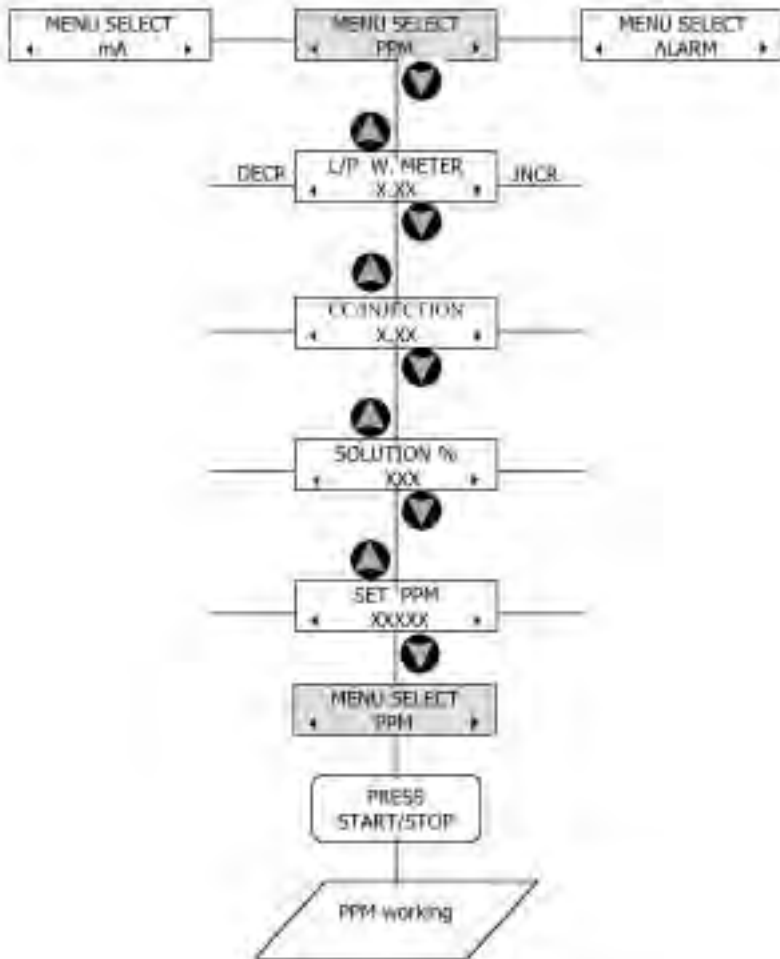 MENU SELECT
mA
MENU SELECT
PPM
MENU SELECT
ALARM
DECR
L/P W. METER
X.XX
INCR
CC/INJECTION
X.XX
SOLUTION %
XXX
SET PPM
XXXXX
MENU SELECT
PPM
PRESS
START/STOP
PPM working